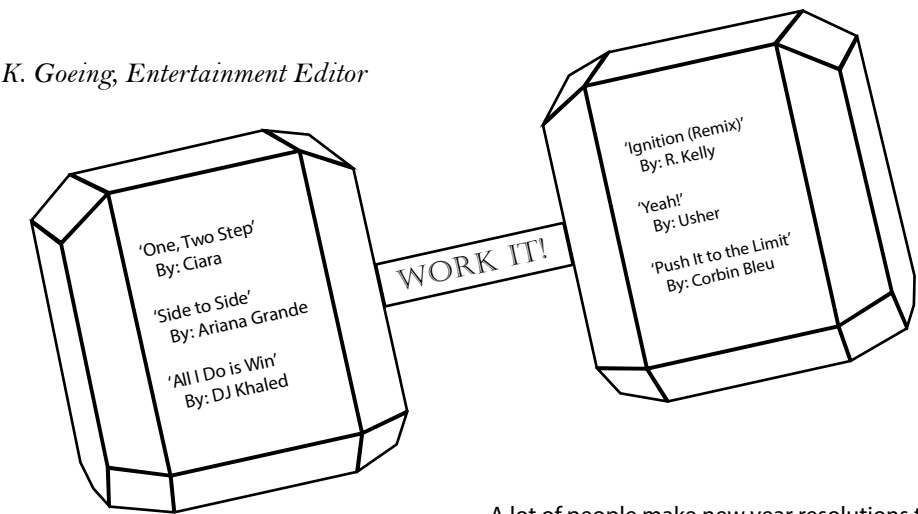 K. Goeing, Entertainment Editor
'One, Two Step'
By: Ciara
'Side to Side'
By: Ariana Grande
'All I Do is Win'
By: DJ Khaled
WORK IT!
'Ignition (Remix)'
By: R. Kelly
'Yeah!'
By: Usher
'Push It to the Limit'
By: Corbin Bleu
A lot of people make new year resolutions